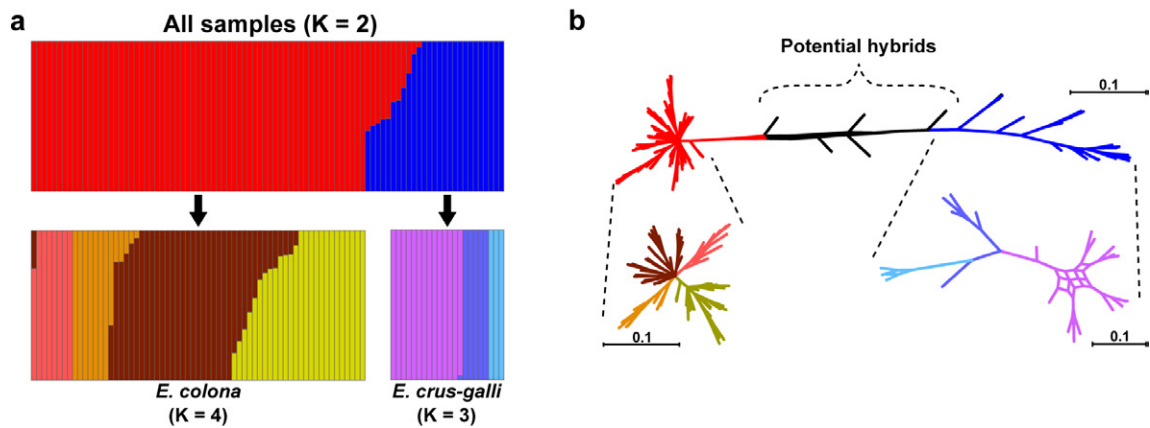 a
All samples (K = 2)
E. colona
(K = 4)
E. crus-galli
(K = 3)
b
Potential hybrids
0.1
0.1
0.1